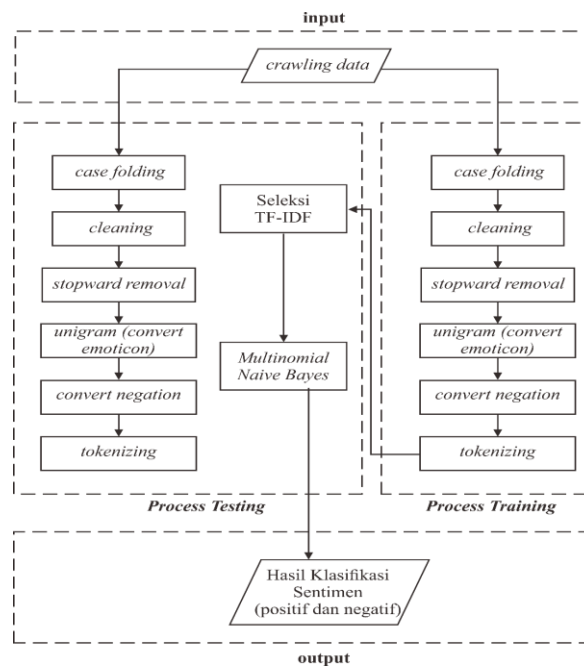 input
crawling data
case folding
cleaning
stopward removal
unigram (convert
emoticon)
convert negation
tokenizing
Seleksi
TF-IDF
Multinomial
Naive Bayes
Process Testing
case folding
cleaning
stopward removal
unigram (convert
emoticon)
convert negation
tokenizing
Process Training
Hasil Klasifikasi
Sentimen
(positif dan negatif)
output